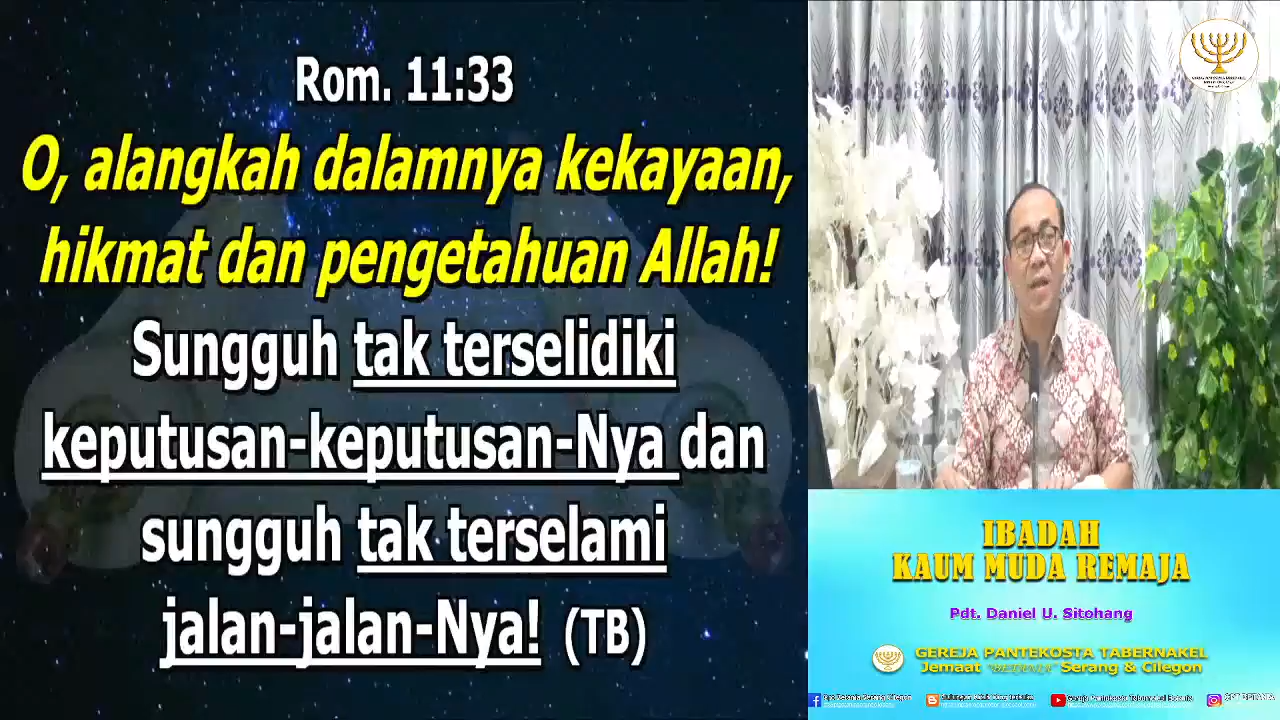 Rom. 11:33
O, alangkah dalamnya kekayaan,
hikmat dan pengetahuan Allah!
Sungguh tak terselidiki
keputusan-keputusan-Nya dan
sungguh tak terselami
jalan-jalan-Nya! (TB)
IBADAH
KAUM MUDA REMAJA
Pdt. Daniel U. Sitohang
GEREJA PANTEKOSTA TABERNAKEL
Jemaat "BETANIA" Serang & Cilegon